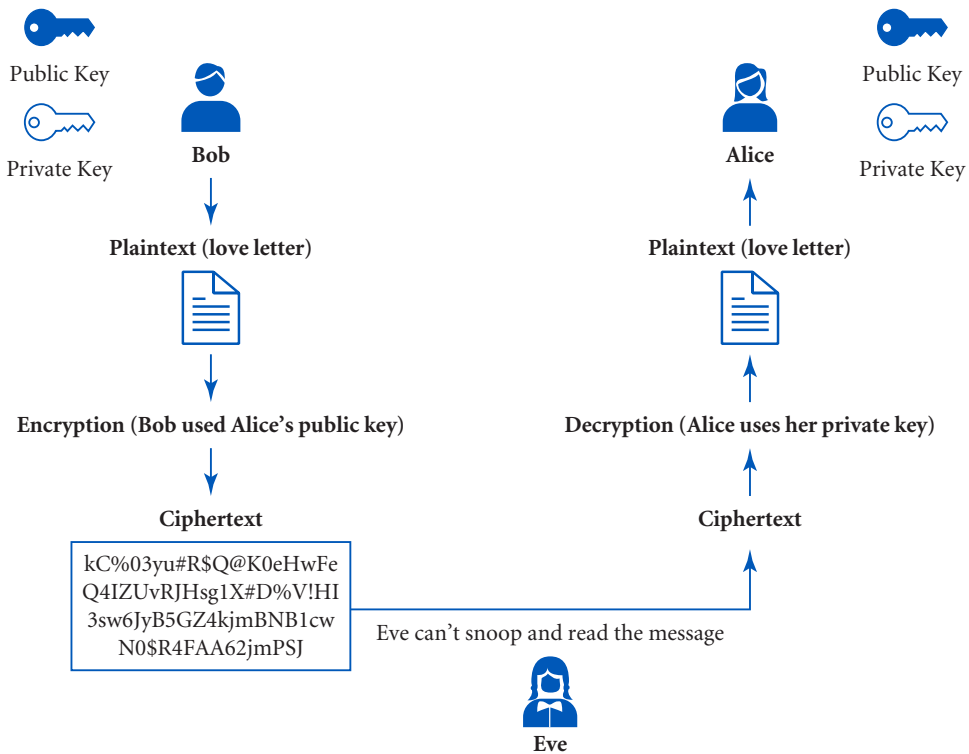 Public Key
Private Key
Bob
Plaintext (love letter)
Encryption (Bob used Alice's public key)
Ciphertext
kC%03yu#R$Q@K0eHwFe
Q4IZUvRJHsg1X#D%V!HI
3sw6JyB5GZ4kjmBNB1cw
N0$R4FAA62jmPSJ
Eve can't snoop and read the message
Eve
Public Key
Private Key
Alice
Plaintext (love letter)
Decryption (Alice uses her private key)
Ciphertext